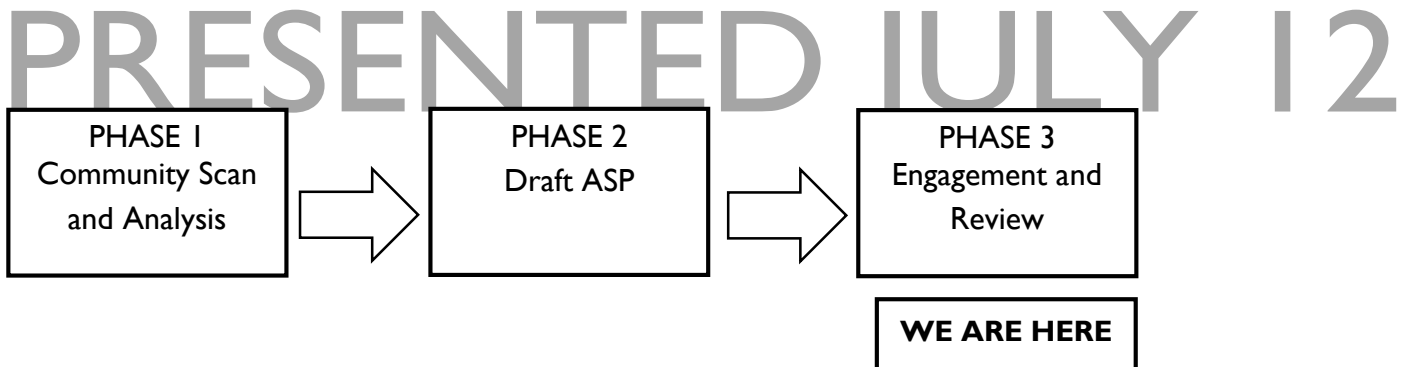 PRESENTED JULY 12
PHASE 1
Community Scan
and Analysis
PHASE 2
Draft ASP
PHASE 3
Engagement and
Review
WE ARE HERE